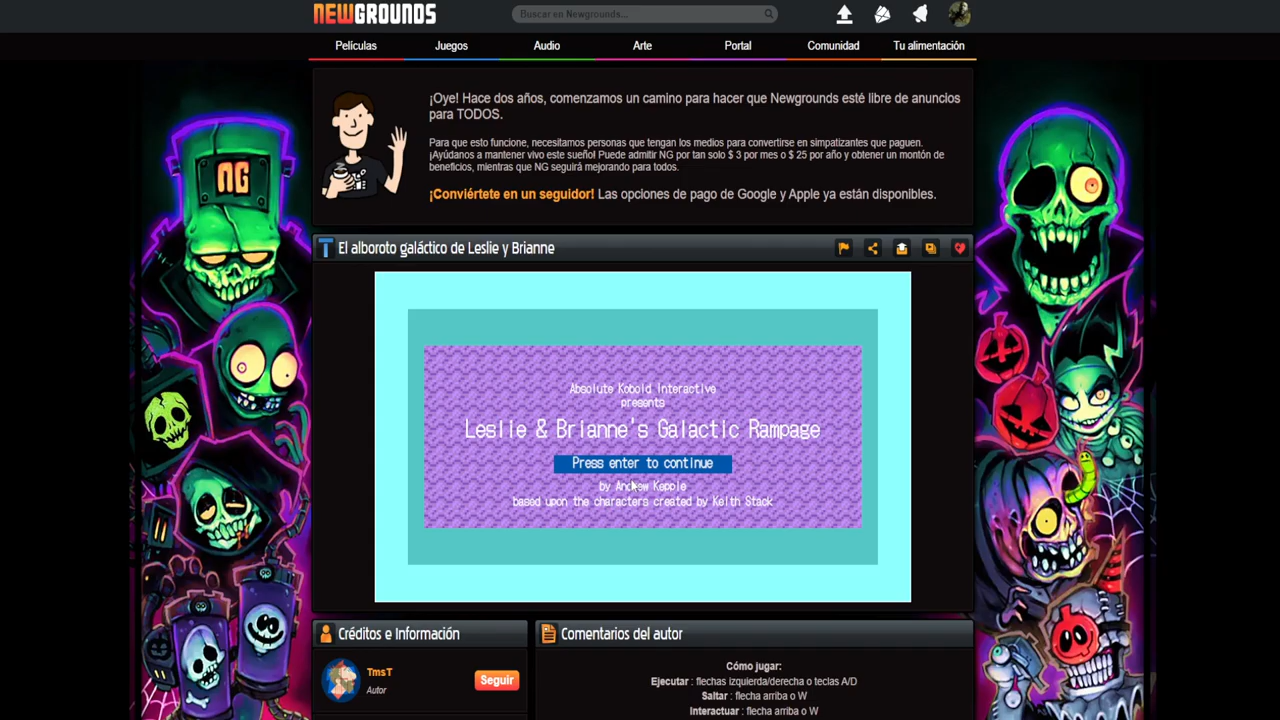 NEWGROUNDS
Buscar en Newgrounds...
Películas
Juegos
Audio
Arte
Portal
Comunidad
Tu alimentación
NG
¡Oye! Hace dos años, comenzamos un camino para hacer que Newgrounds esté libre de anuncios
para TODOS.
Para que esto funcione, necesitamos personas que tengan los medios para convertirse en simpatizantes que paguen.
¡Ayúdanos a mantener vivo este sueño! Puede admitir NG por tan solo $ 3 por mes o $ 25 por año y obtener un montón de
beneficios, mientras que NG seguirá mejorando para todos.
¡Conviértete en un seguidor! Las opciones de pago de Google y Apple ya están disponibles.
T El alboroto galáctico de Leslie y Brianne
Absolute Kobold Interactive
presents
Leslie & Brianne's Galactic Rampage
Press enter to continue
by Andrew Kepple
based upon the characters created by Keith Stack
Créditos e Información
Comentarios del autor
TmsT
Autor
Seguir
Cómo jugar:
Ejecutar : flechas izquierda/derecha o teclas A/D
Saltar : flecha arriba o W
Interactuar : flecha arriba o W